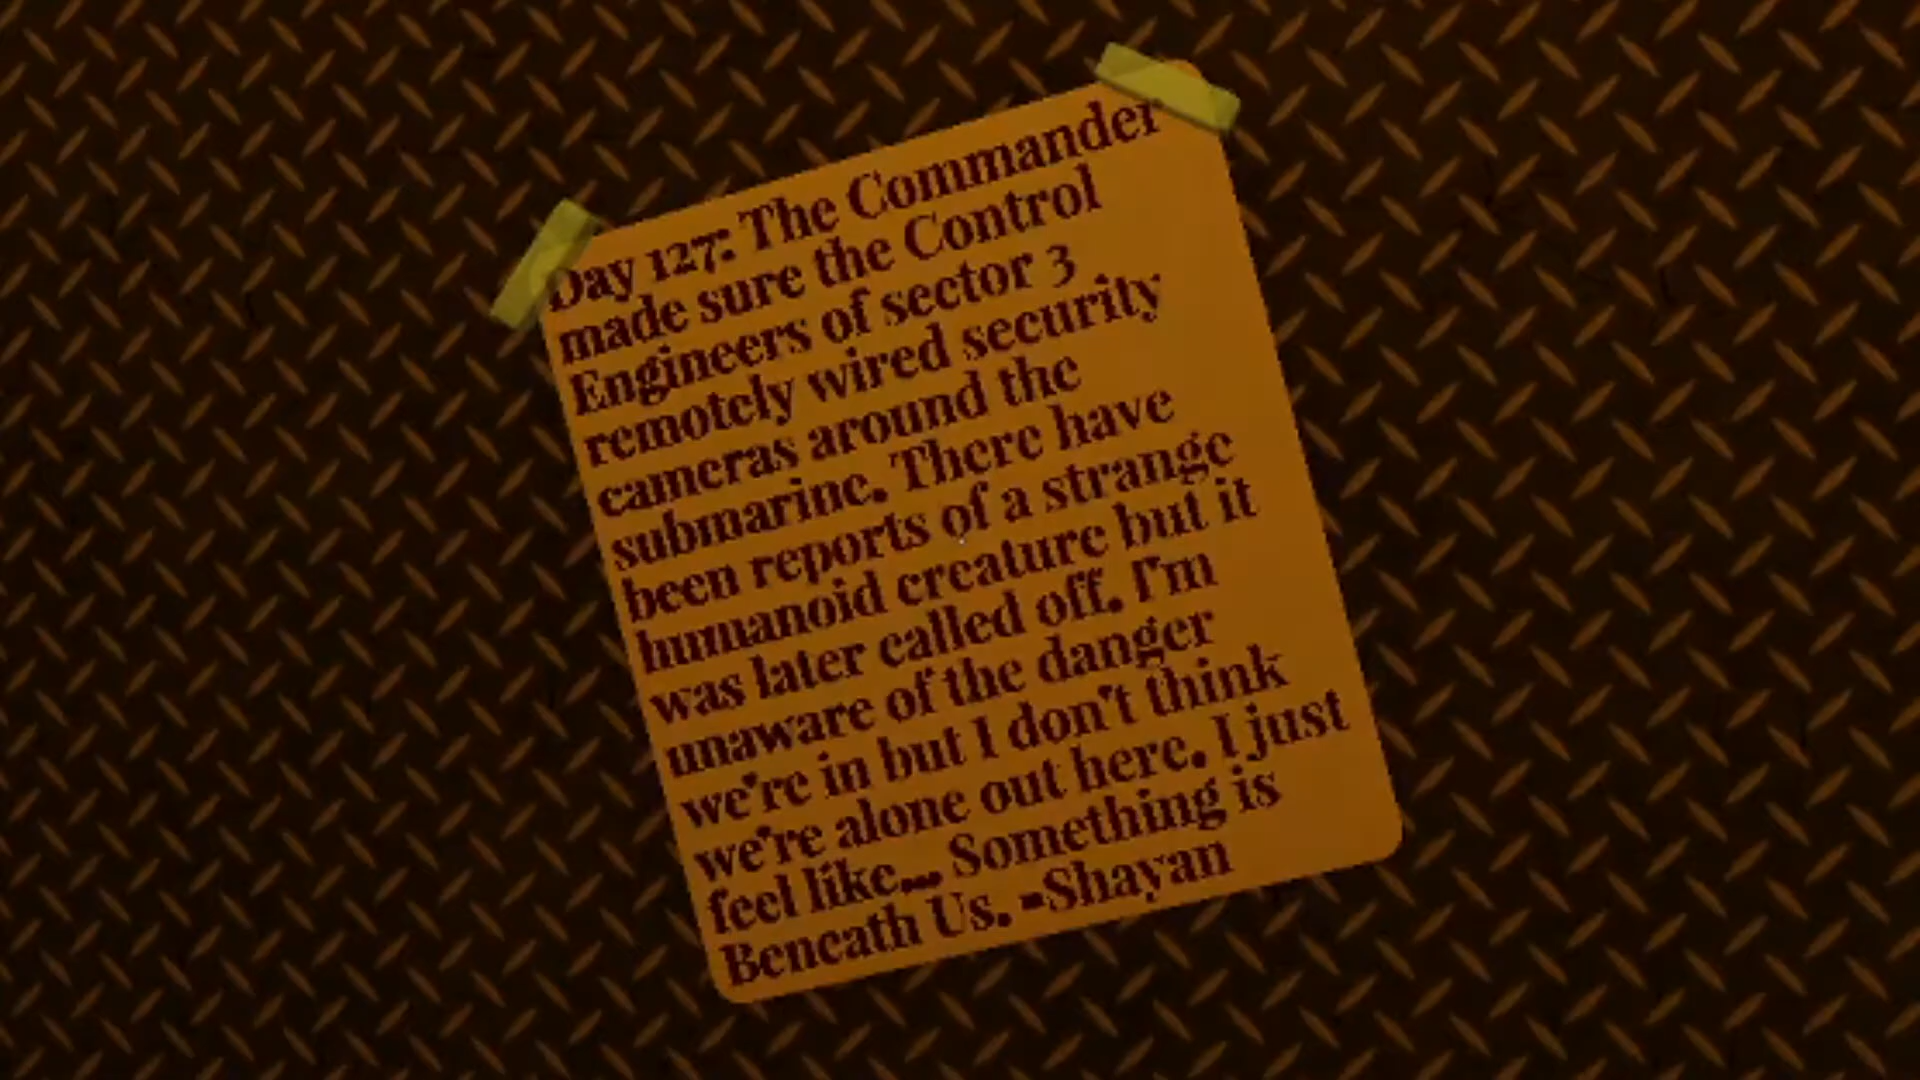 Day 127: The Commander
made sure the Control
Engineers of sector 3
remotely wired security
cameras around the
submarine. There have
been reports of a strange
humanoid creature but it
was later called off. I'm
unaware of the danger
we're in but I don't think
we're alone out here. I just
feel like... Something is
Beneath Us. -Shayan